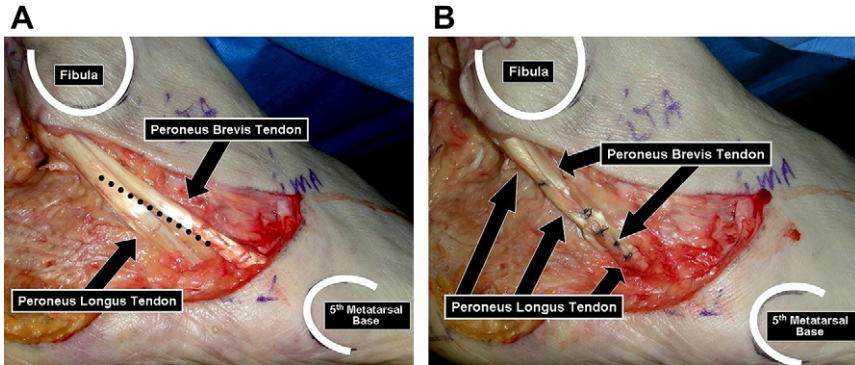 A
Fibula
Peroneus Brevis Tendon
Peroneus Longus Tendon
5th Metatarsal
Base
B
Fibula
Peroneus Brevis Tendon
Peroneus Longus Tendon
5th Metatarsal
Base